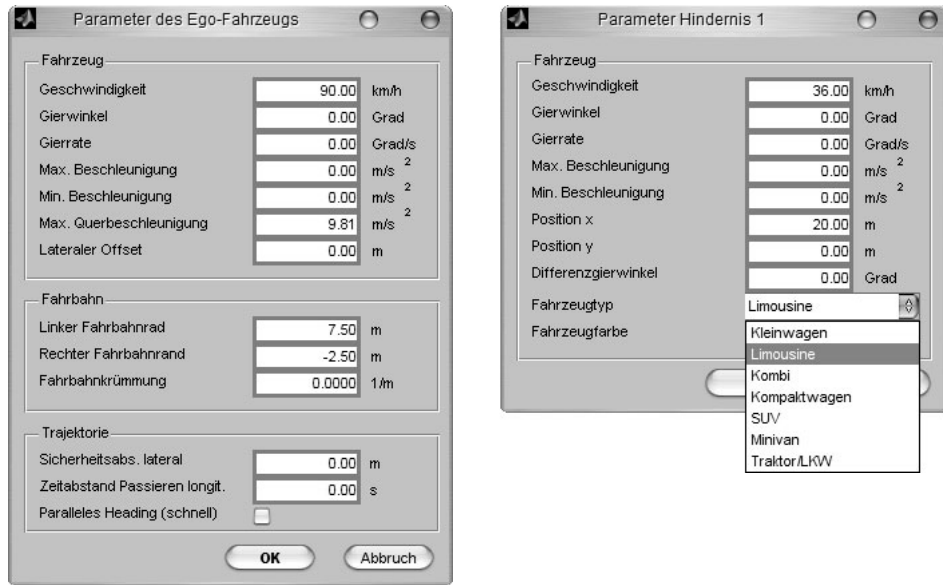 Parameter des Ego-Fahrzeugs
Fahrzeug
Geschwindigkeit 90.00 km/h
Gierwinkel 0.00 Grad
Gierrate 0.00 Grad/s
Max. Beschleunigung 0.00 m/s 2
Min. Beschleunigung 0.00 m/s 2
Max. Querbeschleunigung 9.81 m/s 2
Lateraler Offset 0.00 m
Fahrbahn
Linker Fahrbahnrad 7.50 m
Rechter Fahrbahnrand -2.50 m
Fahrbahnkrümmung 0.0000 1/m
Trajektorie
Sicherheitsabs. lateral 0.00 m
Zeitabstand Passieren longit. 0.00 s
Paralleles Heading (schnell)
OK Abbruch
Parameter Hindernis 1
Fahrzeug
Geschwindigkeit 36.00 km/h
Gierwinkel 0.00 Grad
Gierrate 0.00 Grad/s
Max. Beschleunigung 0.00 m/s 2
Min. Beschleunigung 0.00 m/s 2
Position x 20.00 m
Position y 0.00 m
Differenzgierwinkel 0.00 Grad
Fahrzeugtyp Limousine
Fahrzeugfarbe
Kleinwagen
Limousine
Kombi
Kompaktwagen
SUV
Minivan
Traktor/LKW